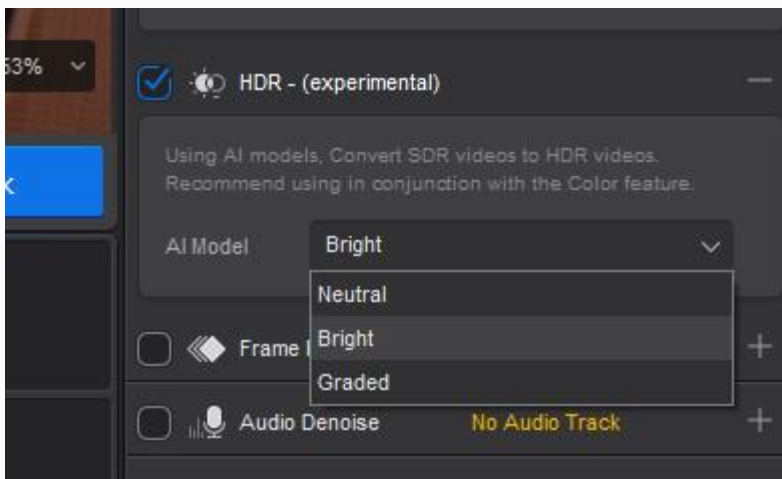 53%
HDR - (experimental)
Using AI models, Convert SDR videos to HDR videos.
Recommend using in conjunction with the Color feature.
AI Model
Bright
Neutral
Bright
Graded
Frame
Audio Denoise
No Audio Track